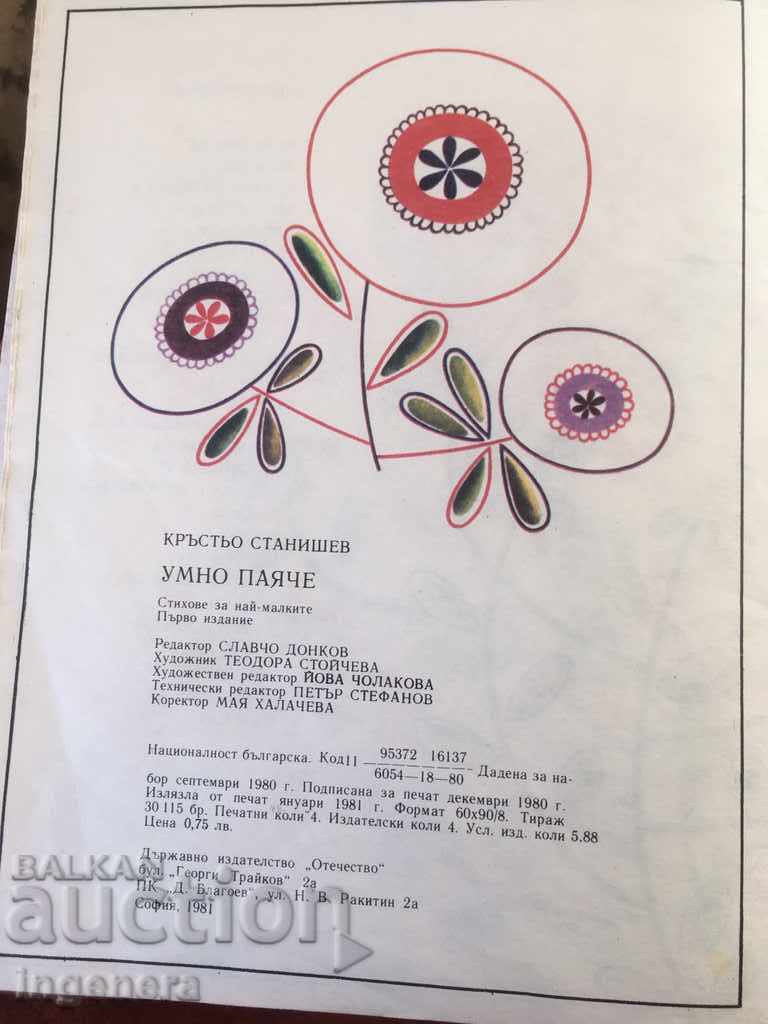 КРЪСТЬО СТАНИШЕВ
УМНО ПАЯЧЕ
Стихове за най-малките
Първо издание
Редактор СЛАВЧО ДОНКОВ
Художник ТЕОДОРА СТОЙЧЕВА
Художествен редактор ЙОВА ЧОЛАКОВА
Технически редактор ПЕТЪР СТЕФАНОВ
Коректор МАЯ ХАЛАЧЕВА
95372 16137
Националност българска. Код 11 ―――― Дадена за на-
6054—18—80
бор септември 1980 г. Подписана за печат декември 1980 г.
Излязла от печат януари 1981 г. Формат 60x90/8. Тираж
30 115 бр. Печатни коли 4. Издателски коли 4. Усл. изд. коли 5.88
Цена 0,75 лв.
Държавно издателство „Отечество“
бул. „Георги Трайков“ 2а
ПК „Д. Благоев“, ул. Н. В. Ракитин 2а
София, 1981
BALKAN
auction
ingenera